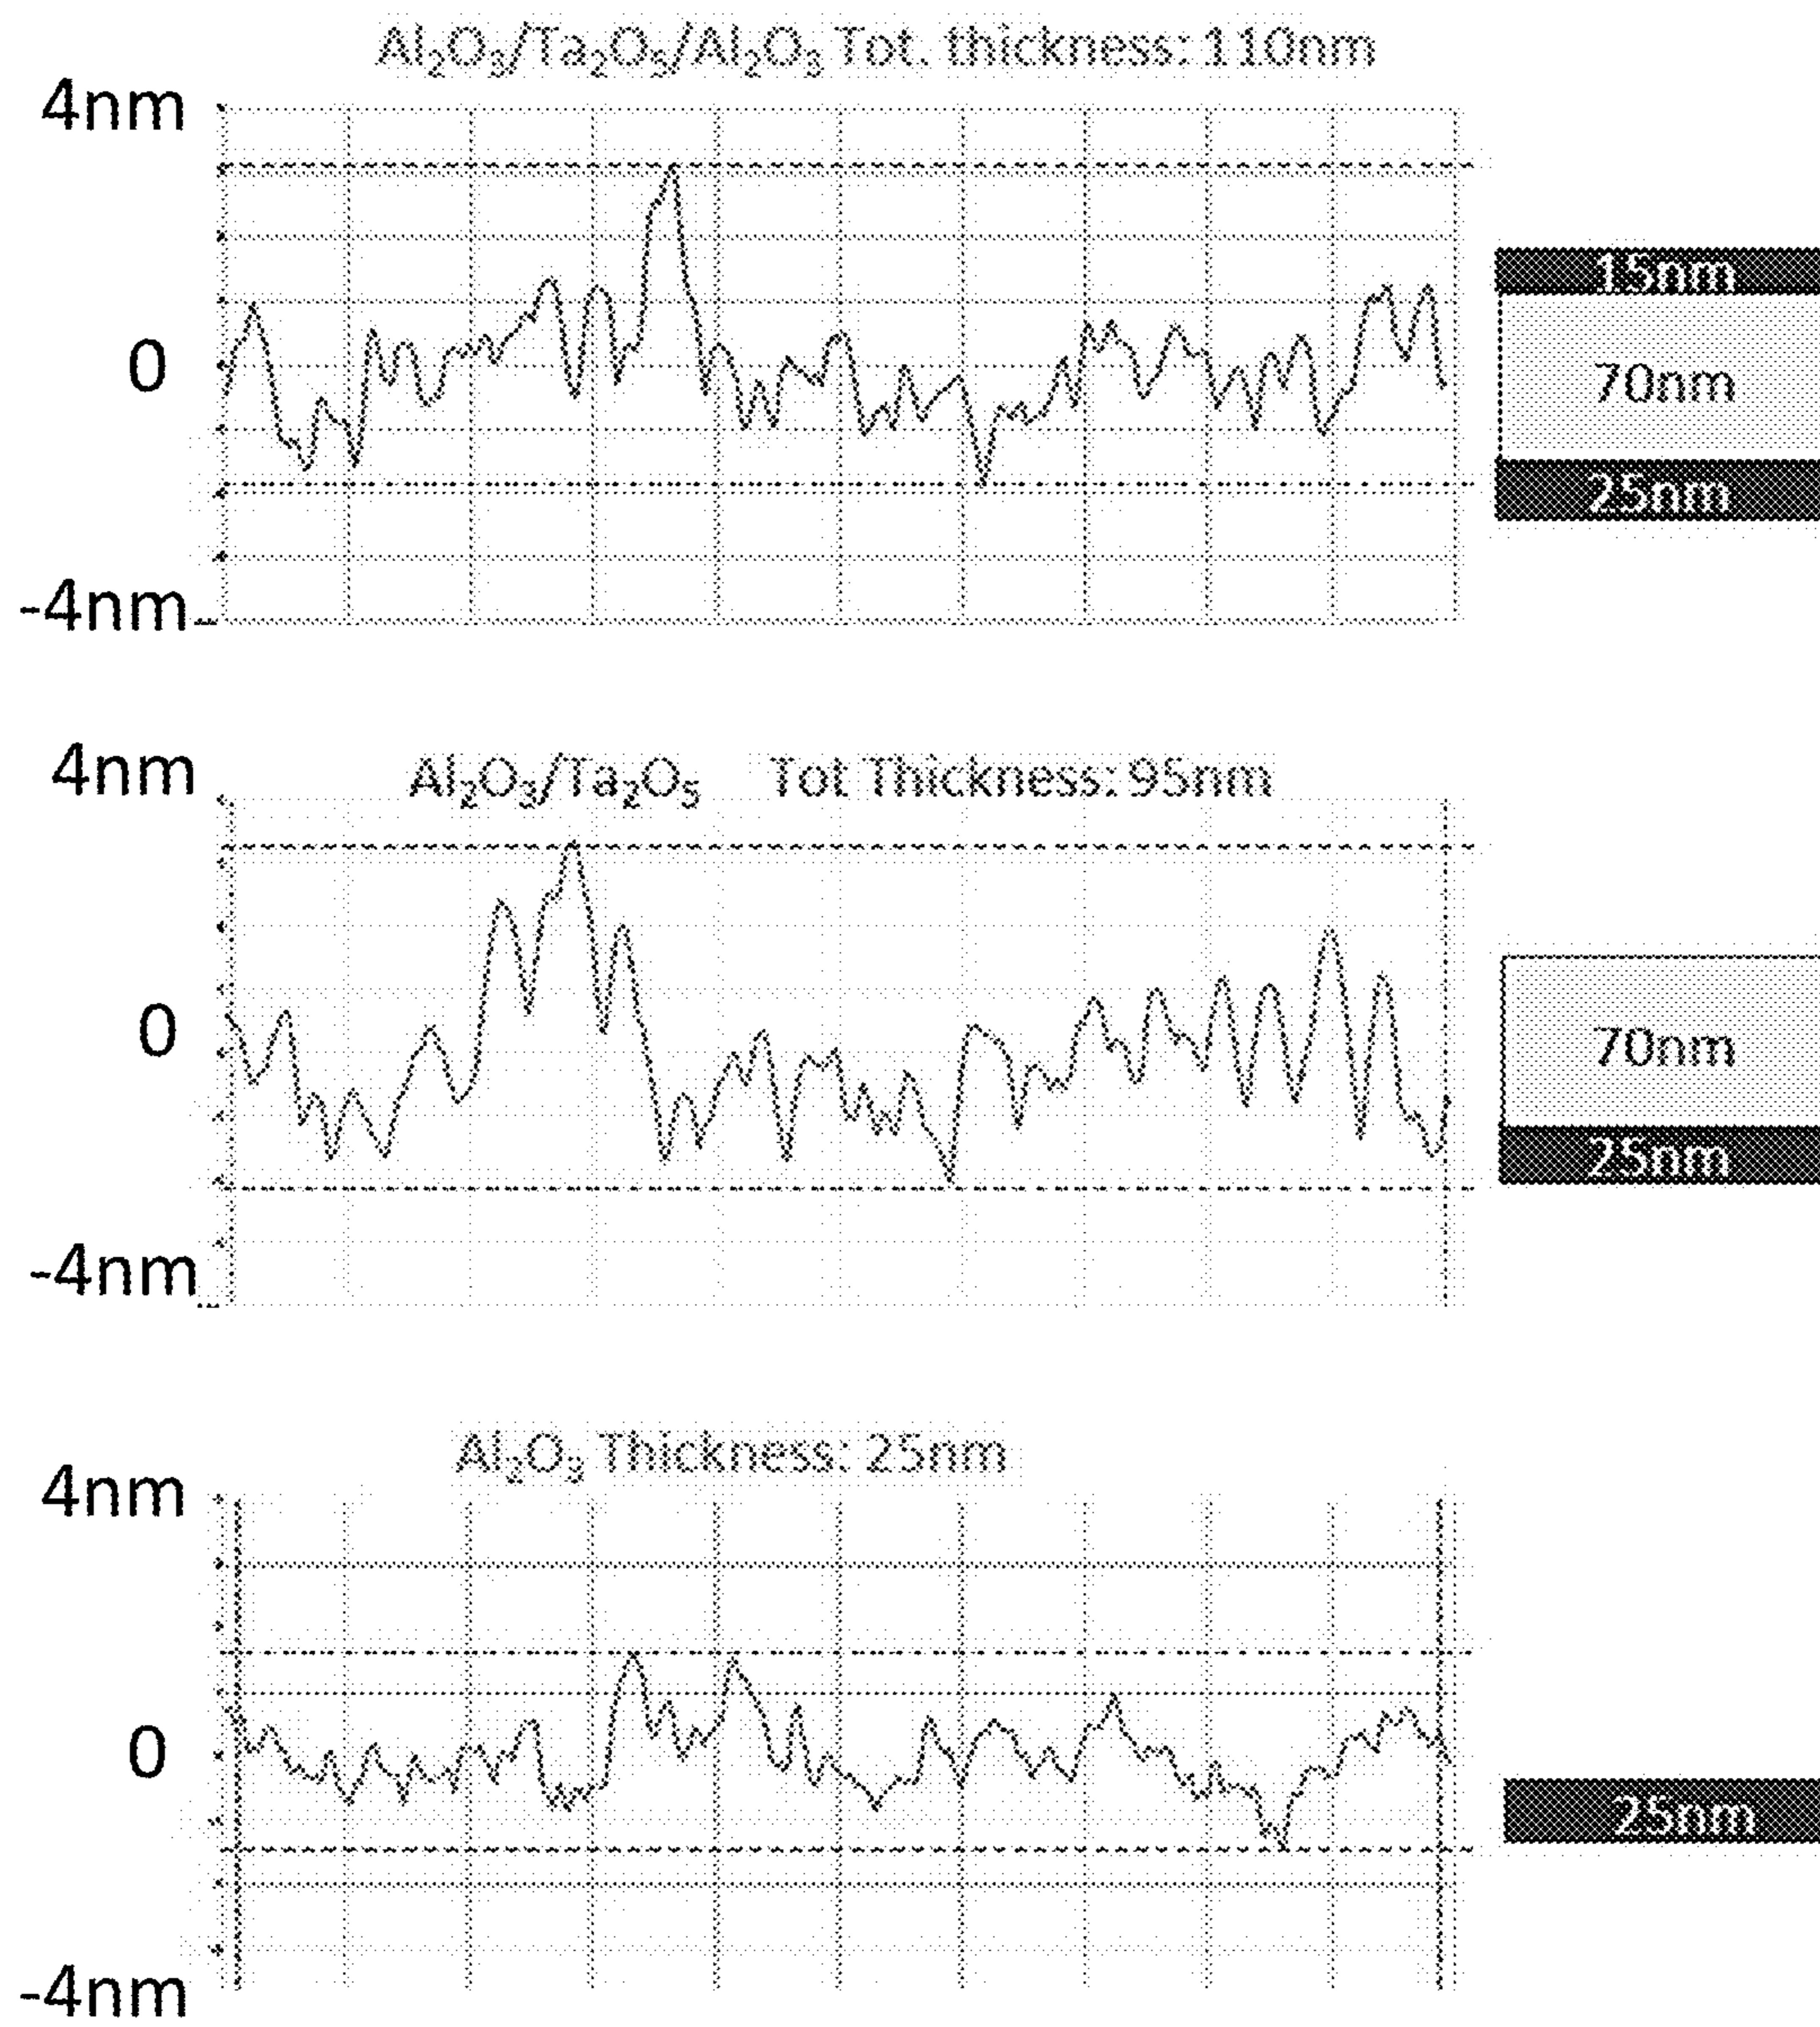 Al₂O₃/Ta₂O₅/Al₂O₃ Tot. thickness: 110nm
4nm
0
-4nm
15nm
70nm
25nm
4nm
Al₂O₃/Ta₂O₅ Tot Thickness: 95nm
0
-4nm
70nm
25nm
Al₂O₃ Thickness: 25nm
4nm
0
-4nm
25nm